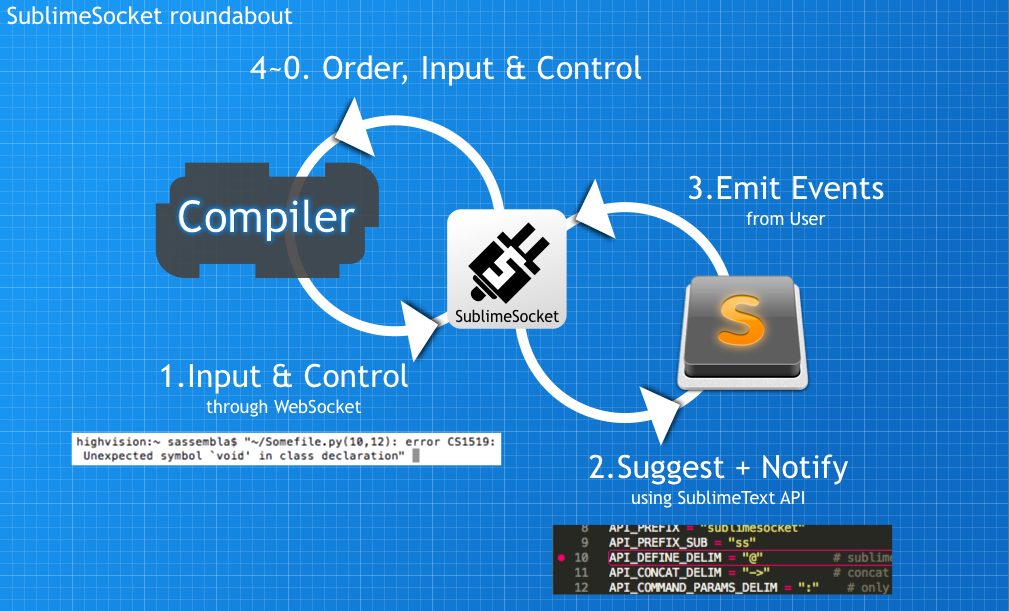 SublimeSocket roundabout
4~0. Order, Input & Control
Compiler
3.Emit Events
from User
SublimeSocket
S
1.Input & Control
through WebSocket
highvision:~ sassembla$ "~/Somefile.py(10,12): error CS1519:
Unexpected symbol `void' in class declaration"
2.Suggest + Notify
using SublimeText API
8 API_PREFIX = "sublimesocket"
9 API_PREFIX_SUB = "ss"
10 API_DEFINE_DELIM = "@" # sublime
11 API_CONCAT_DELIM = "->" # concat
12 API_COMMAND_PARAMS_DELIM = ":" # only